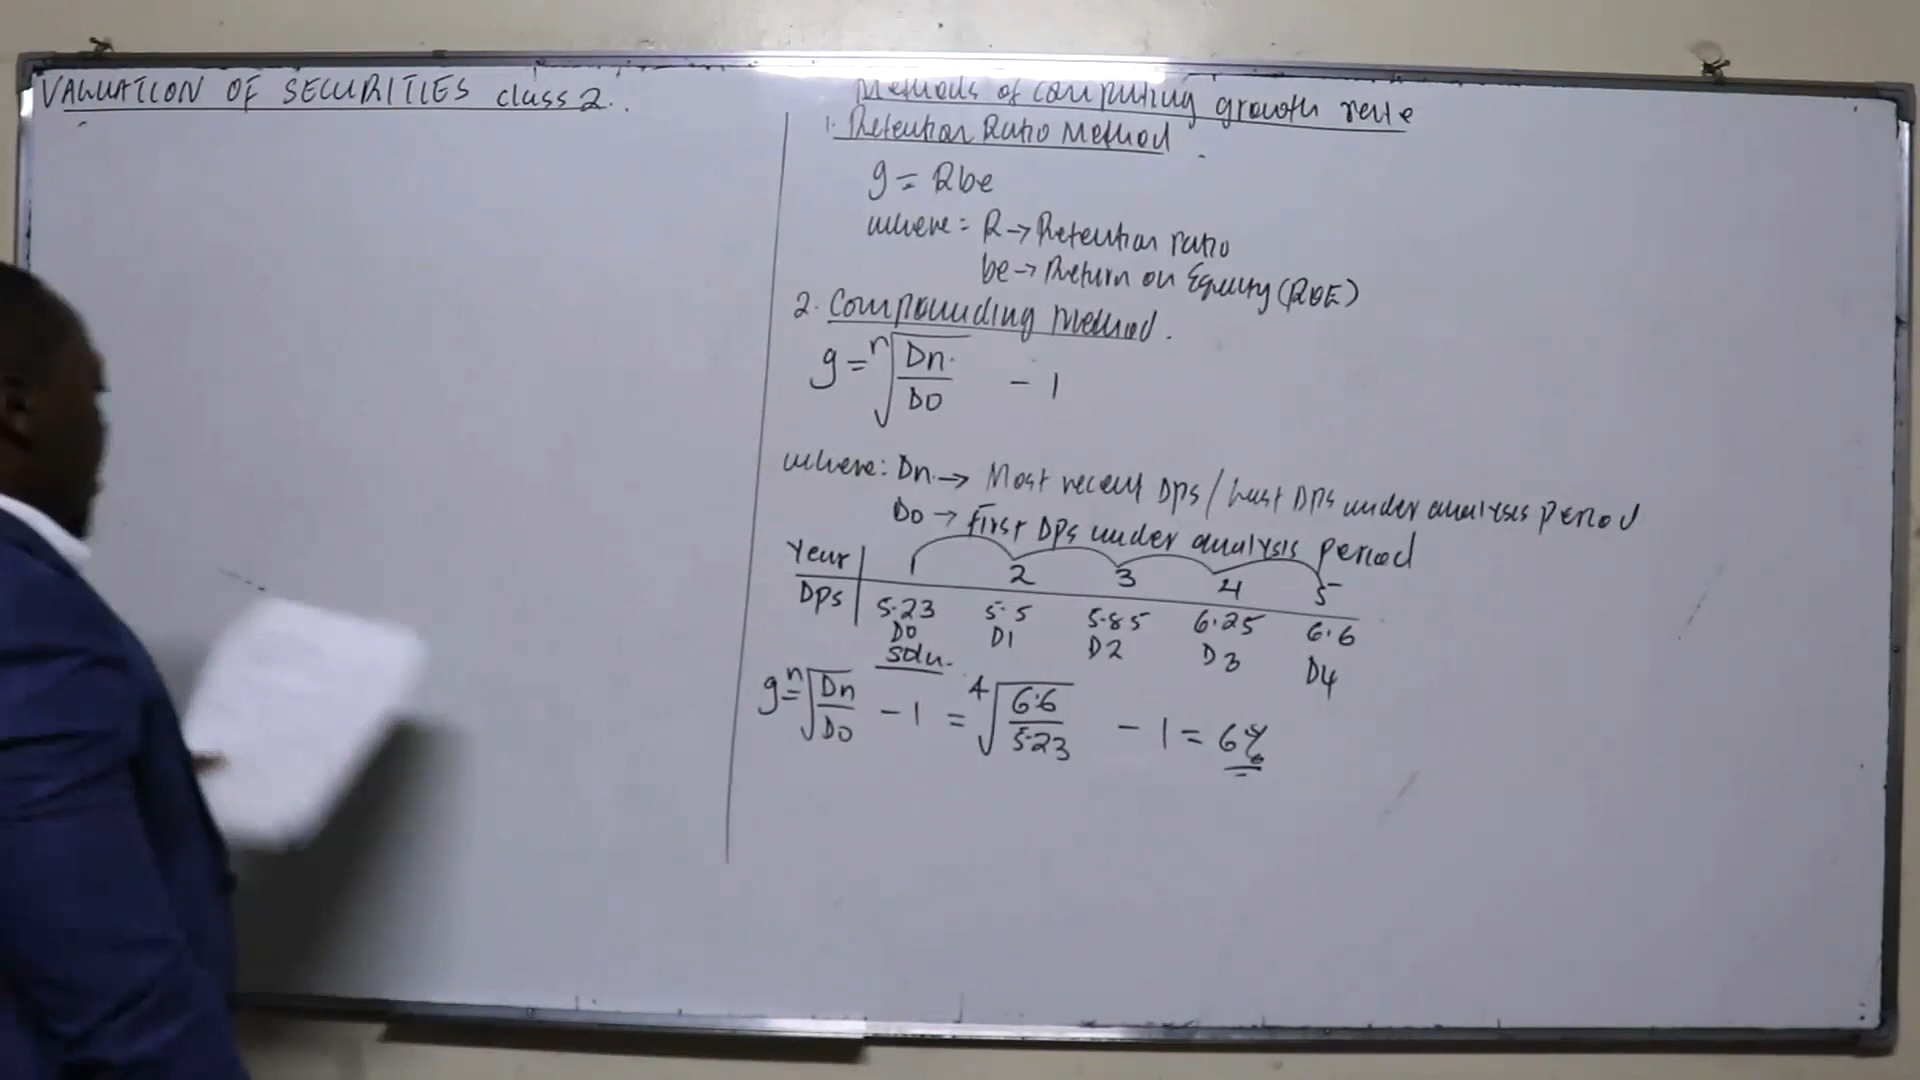 VALUATION OF SECURITIES class 2.
Methods of computing growth rate
1. Retention Ratio Method
g = Rbe
where: R → Retention ratio
be → Return on Equity (ROE)
2. Compounding Method.
g = ⁿ√(Dn/D0) - 1
where: Dn → Most recent DPS / Last DPS under analysis period
D0 → First DPS under analysis period
Year | 1 2 3 4 5
DPS | 5.23 5.5 5.85 6.25 6.6
D0 D1 D2 D3 D4
Soln.
g = ⁿ√(Dn/D0) - 1 = ⁴√(6.6/5.23) - 1 = 6%